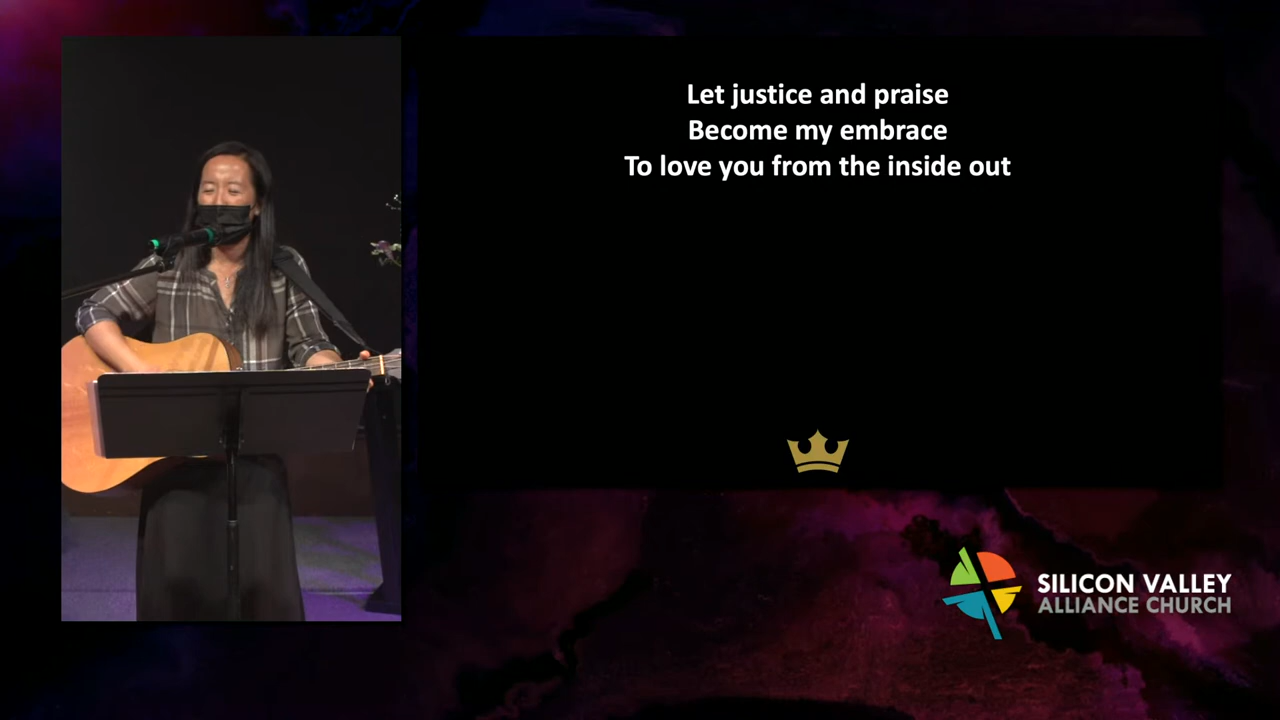 Let justice and praise
Become my embrace
To love you from the inside out
SILICON VALLEY
ALLIANCE CHURCH